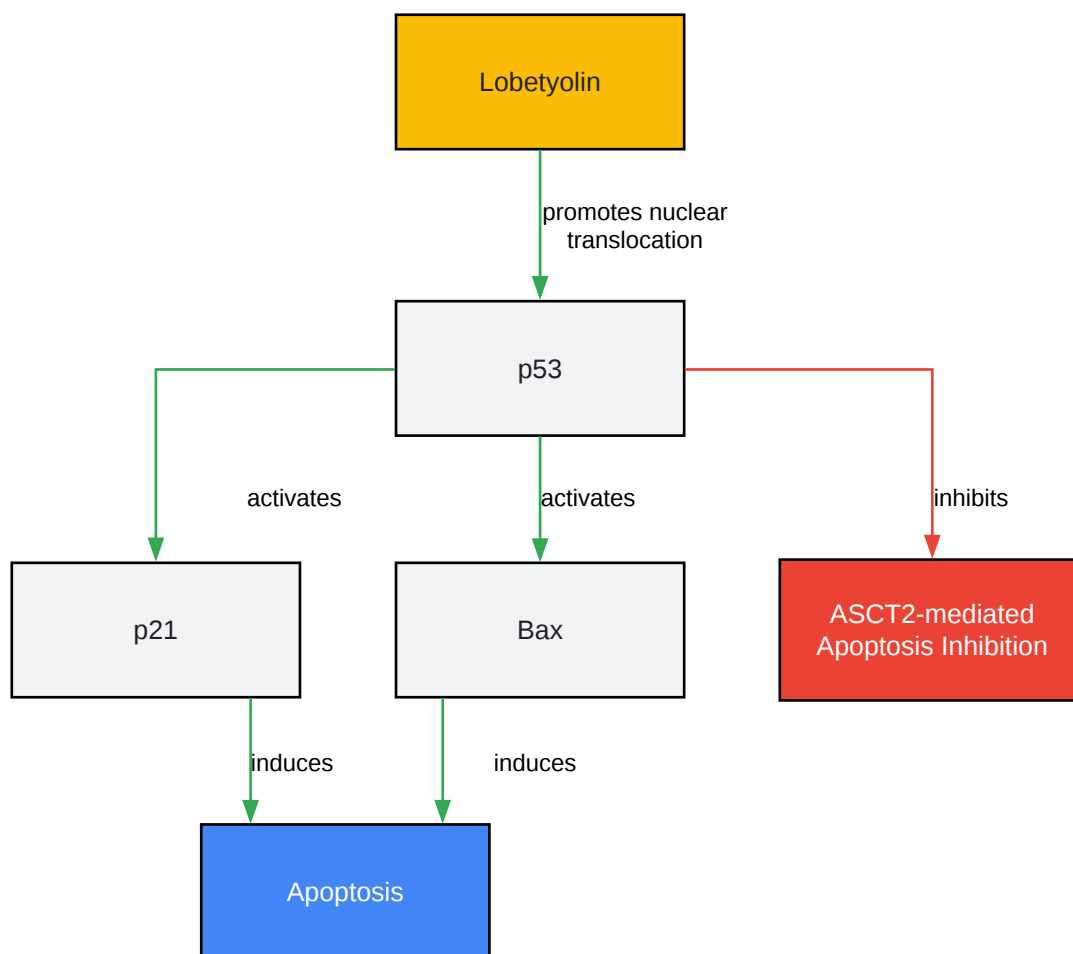 Lobetyolin
promotes nuclear
translocation
p53
activates
activates
inhibits
p21
Bax
ASCT2-mediated
Apoptosis Inhibition
induces
induces
Apoptosis